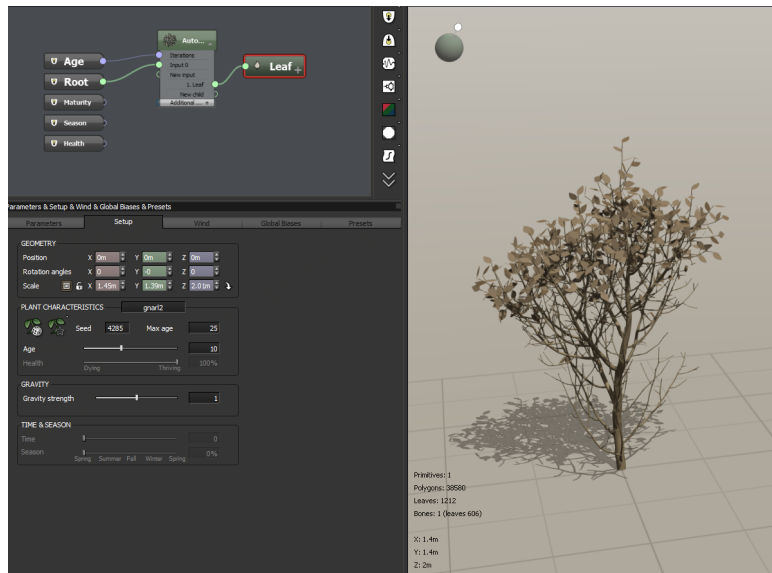 Auto...
Iterations
Age
Input 0
Root
New input
Leaf
1. Leaf
New child
Maturity
Additional ... +
Season
Health
Parameters & Setup & Wind & Global Biases & Presets
Parameters Setup Wind Global Biases Presets
GEOMETRY
Position X 0m Y 0m Z 0m
Rotation angles X 0 Y -0 Z 0
Scale X 1.45m Y 1.39m Z 2.01m
PLANT CHARACTERISTICS gnarl2
Seed 4285 Max age 25
Age 10
Health 100%
Dying Thriving
GRAVITY
Gravity strength 1
TIME & SEASON
Time 0
Season 0%
Spring Summer Fall Winter Spring
Primitives: 1
Polygons: 38580
Leaves: 1212
Bones: 1 (leaves 606)
X: 1.4m
Y: 1.4m
Z: 2m